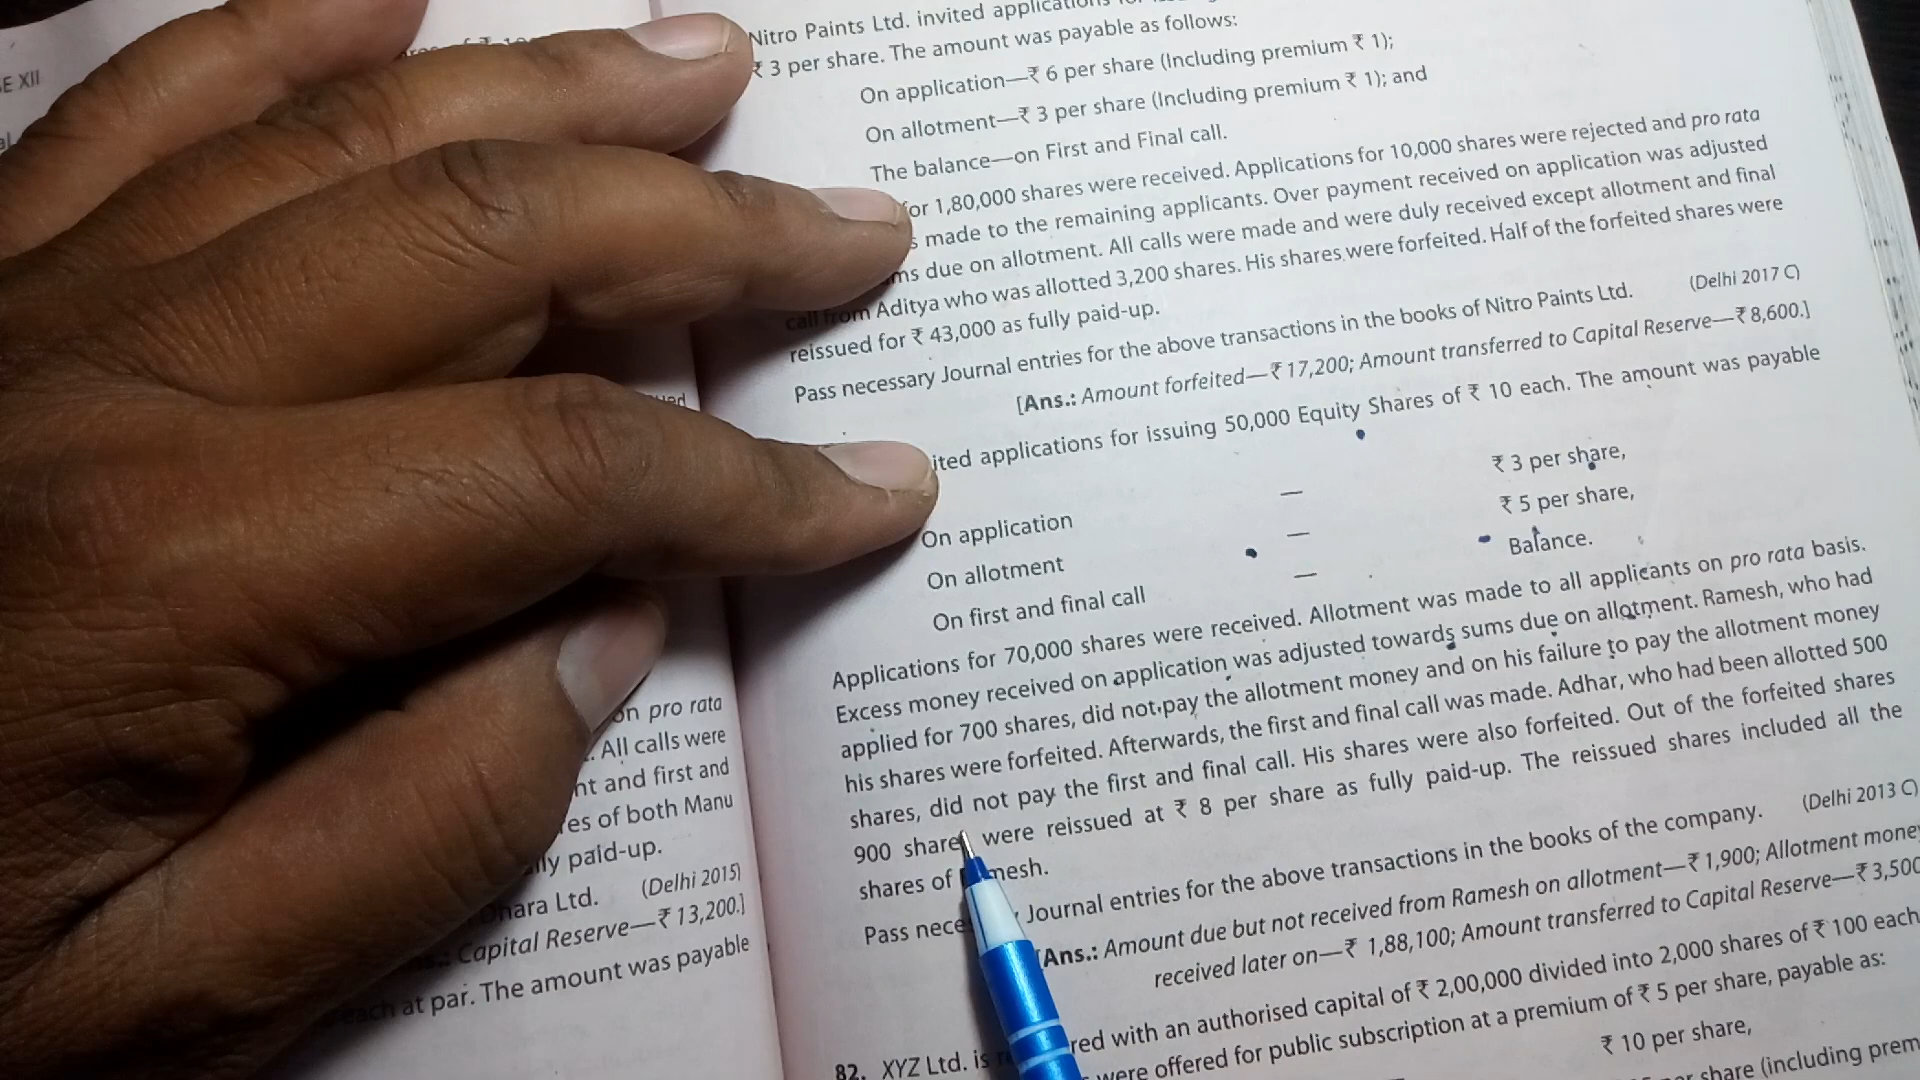 E XII
on pro rata
. All calls were
nt and first and
res of both Manu
lly paid-up.
Dhara Ltd. (Delhi 2015)
Capital Reserve—₹ 13,200.]
each at par. The amount was payable
Nitro Paints Ltd. invited applications for
₹ 3 per share. The amount was payable as follows:
On application—₹ 6 per share (Including premium ₹ 1);
On allotment—₹ 3 per share (Including premium ₹ 1); and
The balance—on First and Final call.
for 1,80,000 shares were received. Applications for 10,000 shares were rejected and pro rata
s made to the remaining applicants. Over payment received on application was adjusted
ms due on allotment. All calls were made and were duly received except allotment and final
call from Aditya who was allotted 3,200 shares. His shares were forfeited. Half of the forfeited shares were
reissued for ₹ 43,000 as fully paid-up.
Pass necessary Journal entries for the above transactions in the books of Nitro Paints Ltd. (Delhi 2017 C)
[Ans.: Amount forfeited—₹ 17,200; Amount transferred to Capital Reserve—₹ 8,600.]
ited applications for issuing 50,000 Equity Shares of ₹ 10 each. The amount was payable
On application — ₹ 3 per share,
On allotment — ₹ 5 per share,
On first and final call — Balance.
Applications for 70,000 shares were received. Allotment was made to all applicants on pro rata basis.
Excess money received on application was adjusted towards sums due on allotment. Ramesh, who had
applied for 700 shares, did not pay the allotment money and on his failure to pay the allotment money
his shares were forfeited. Afterwards, the first and final call was made. Adhar, who had been allotted 500
shares, did not pay the first and final call. His shares were also forfeited. Out of the forfeited shares
900 shares were reissued at ₹ 8 per share as fully paid-up. The reissued shares included all the
shares of mesh.
Pass nece Journal entries for the above transactions in the books of the company. (Delhi 2013 C)
[Ans.: Amount due but not received from Ramesh on allotment—₹ 1,900; Allotment money
received later on—₹ 1,88,100; Amount transferred to Capital Reserve—₹ 3,500
82. XYZ Ltd. is red with an authorised capital of ₹ 2,00,000 divided into 2,000 shares of ₹ 100 each
were offered for public subscription at a premium of ₹ 5 per share, payable as:
₹ 10 per share,
share (including prem